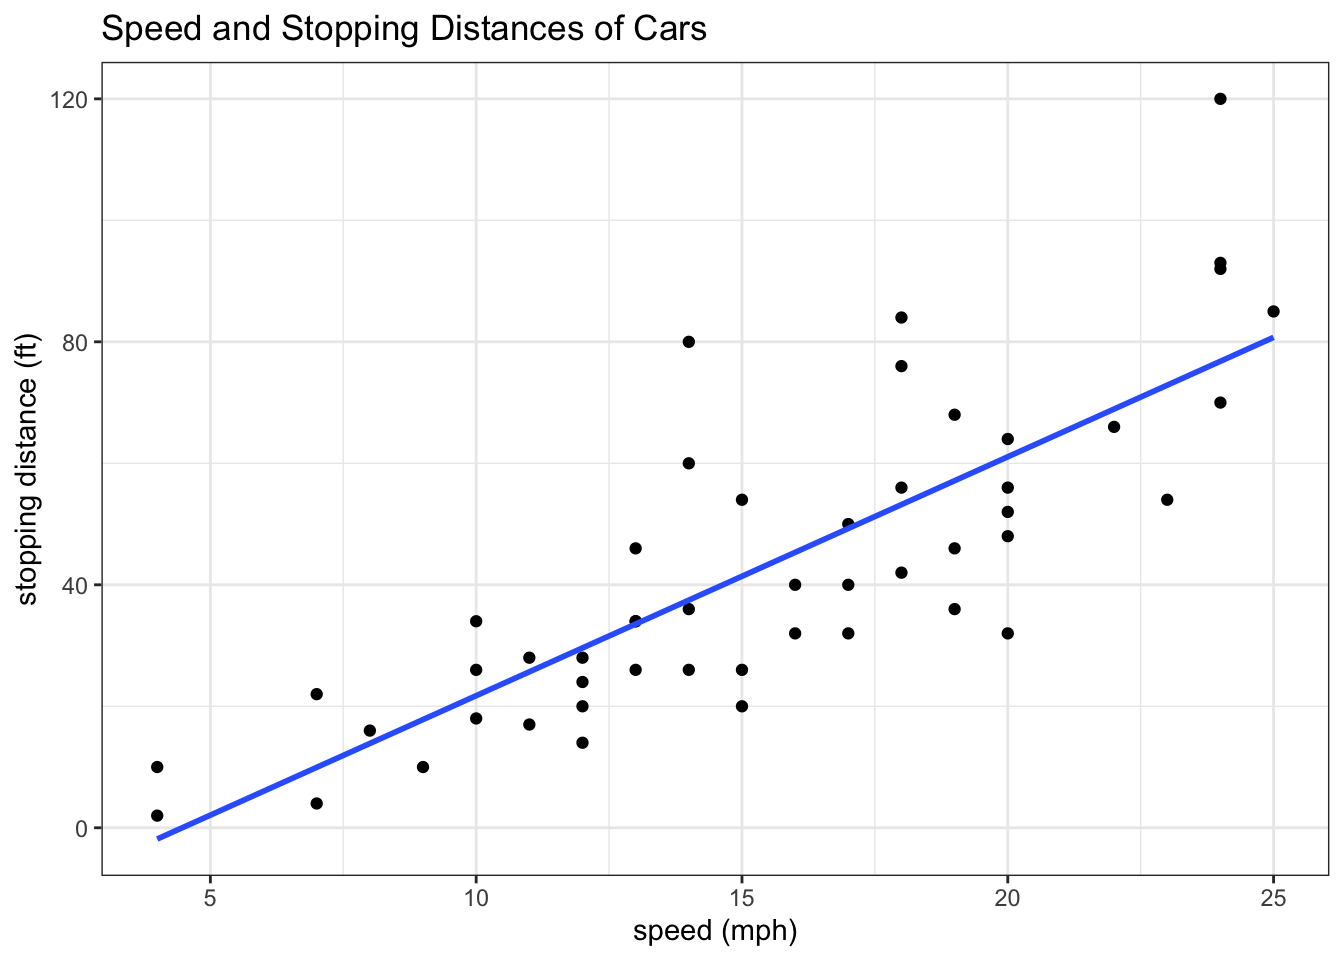 Speed and Stopping Distances of Cars
120
80
40
0
stopping distance (ft)
5 10 15 20 25
speed (mph)